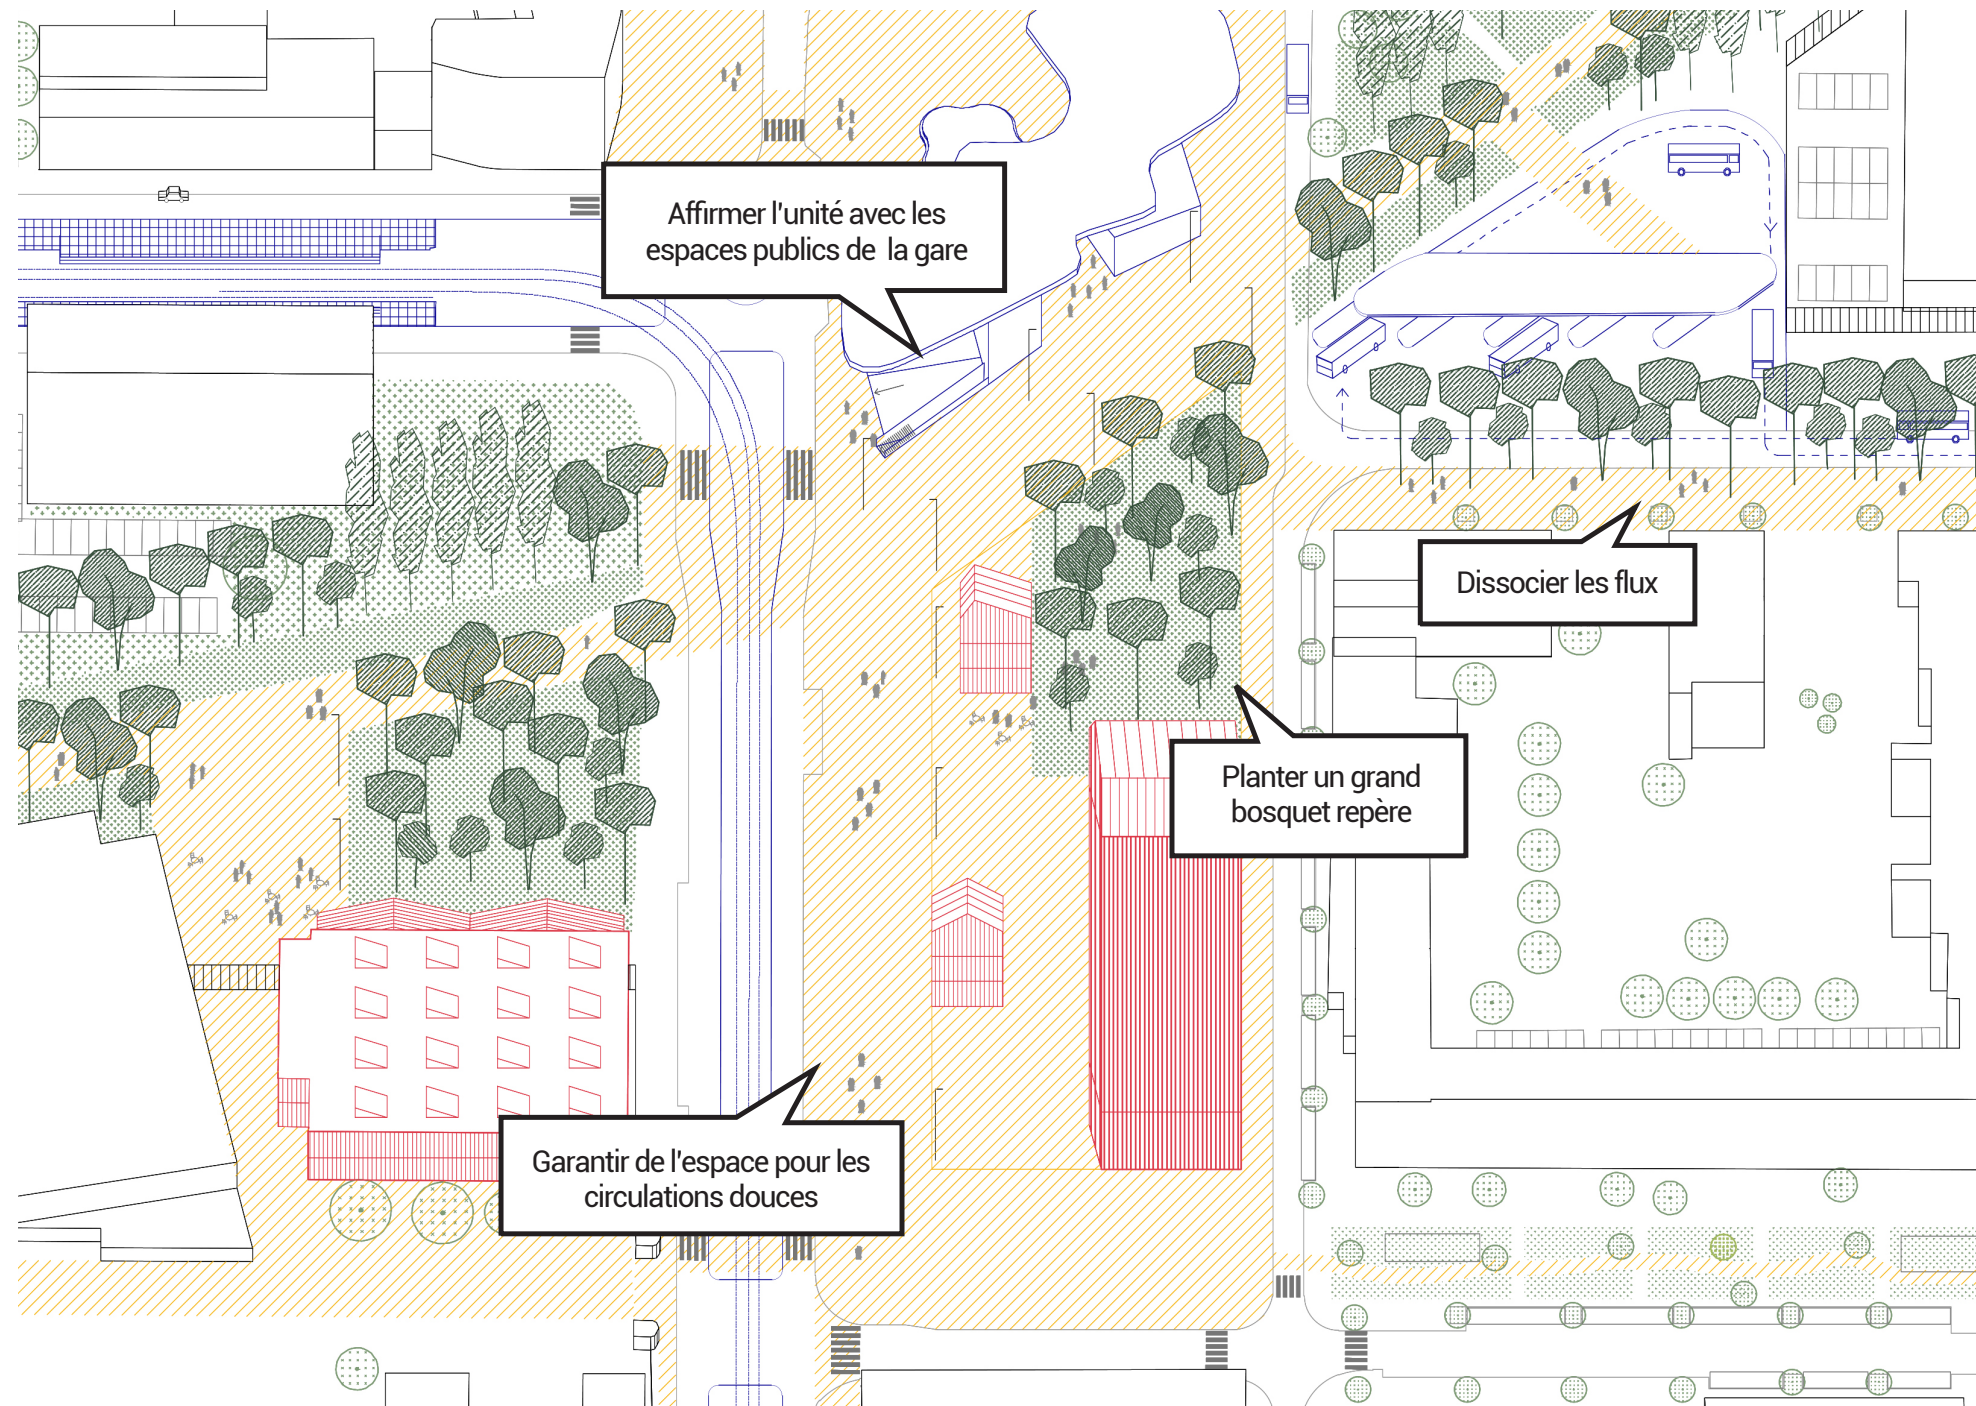 Affirmer l'unité avec les
espaces publics de la gare
Dissocier les flux
Planter un grand
bosquet repère
Garantir de l'espace pour les
circulations douces